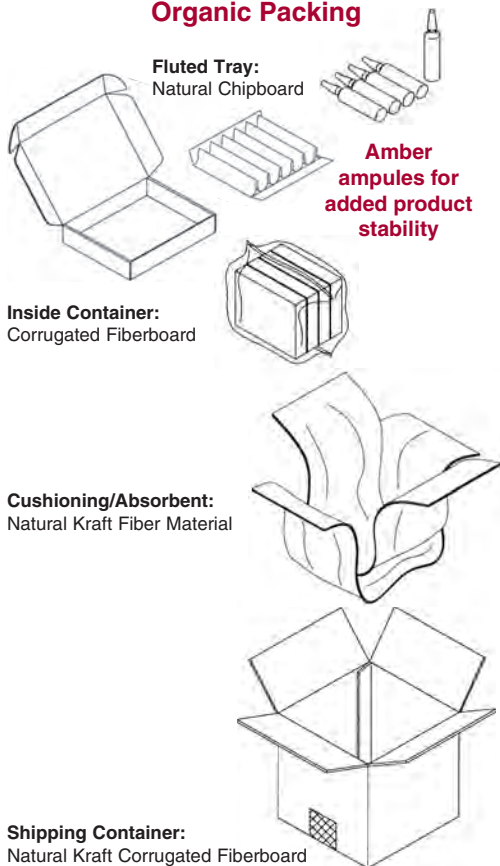 Organic Packing
Fluted Tray:
Natural Chipboard
Amber
ampules for
added product
stability
Inside Container:
Corrugated Fiberboard
Cushioning/Absorbent:
Natural Kraft Fiber Material
Shipping Container:
Natural Kraft Corrugated Fiberboard